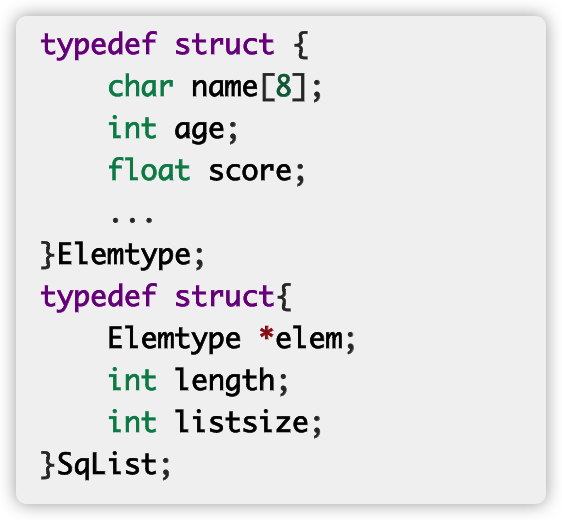 typedef struct {
    char name[8];
    int age;
    float score;
    ...
}Elemtype;
typedef struct{
    Elemtype *elem;
    int length;
    int listsize;
}SqList;